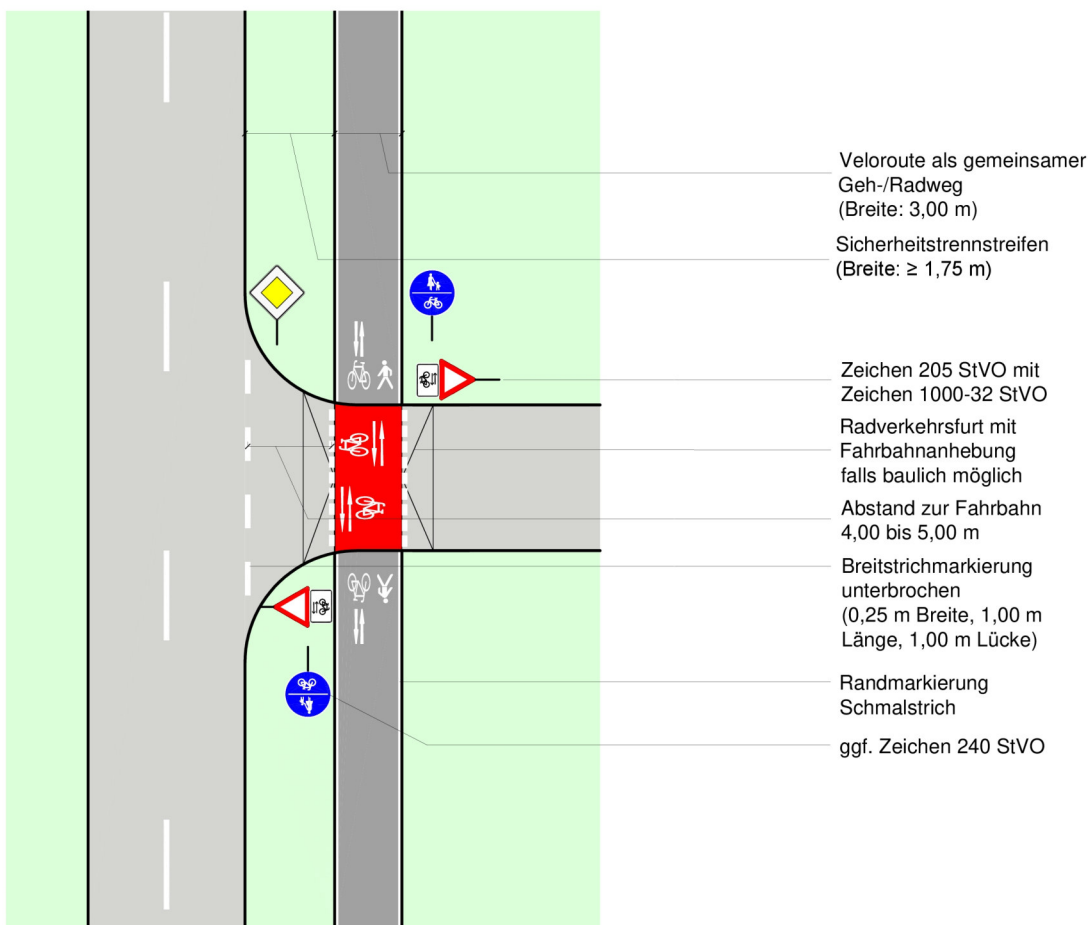 Veloroute als gemeinsamer
Geh-/Radweg
(Breite: 3,00 m)
Sicherheitstrennstreifen
(Breite: ≥ 1,75 m)
Zeichen 205 StVO mit
Zeichen 1000-32 StVO
Radverkehrsfurt mit
Fahrbahnanhebung
falls baulich möglich
Abstand zur Fahrbahn
4,00 bis 5,00 m
Breitstrichmarkierung
unterbrochen
(0,25 m Breite, 1,00 m
Länge, 1,00 m Lücke)
Randmarkierung
Schmalstrich
ggf. Zeichen 240 StVO